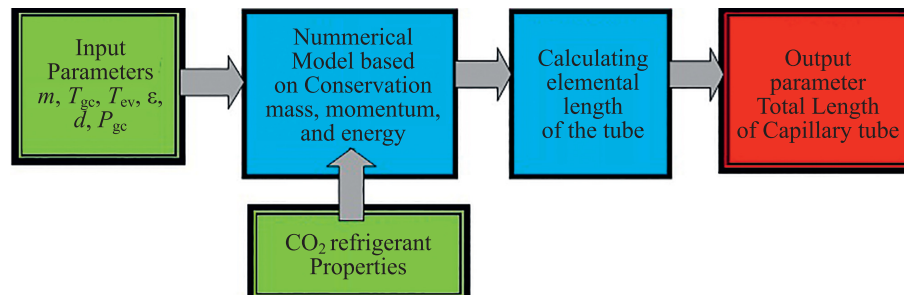 Input
Parameters
m, Tgc, Tev, ε,
d, Pgc
Nummerical
Model based
on Conservation
mass, momentum,
and energy
Calculating
elemental
length
of the tube
Output
parameter
Total Length
of Capillary tube
CO2 refrigerant
Properties